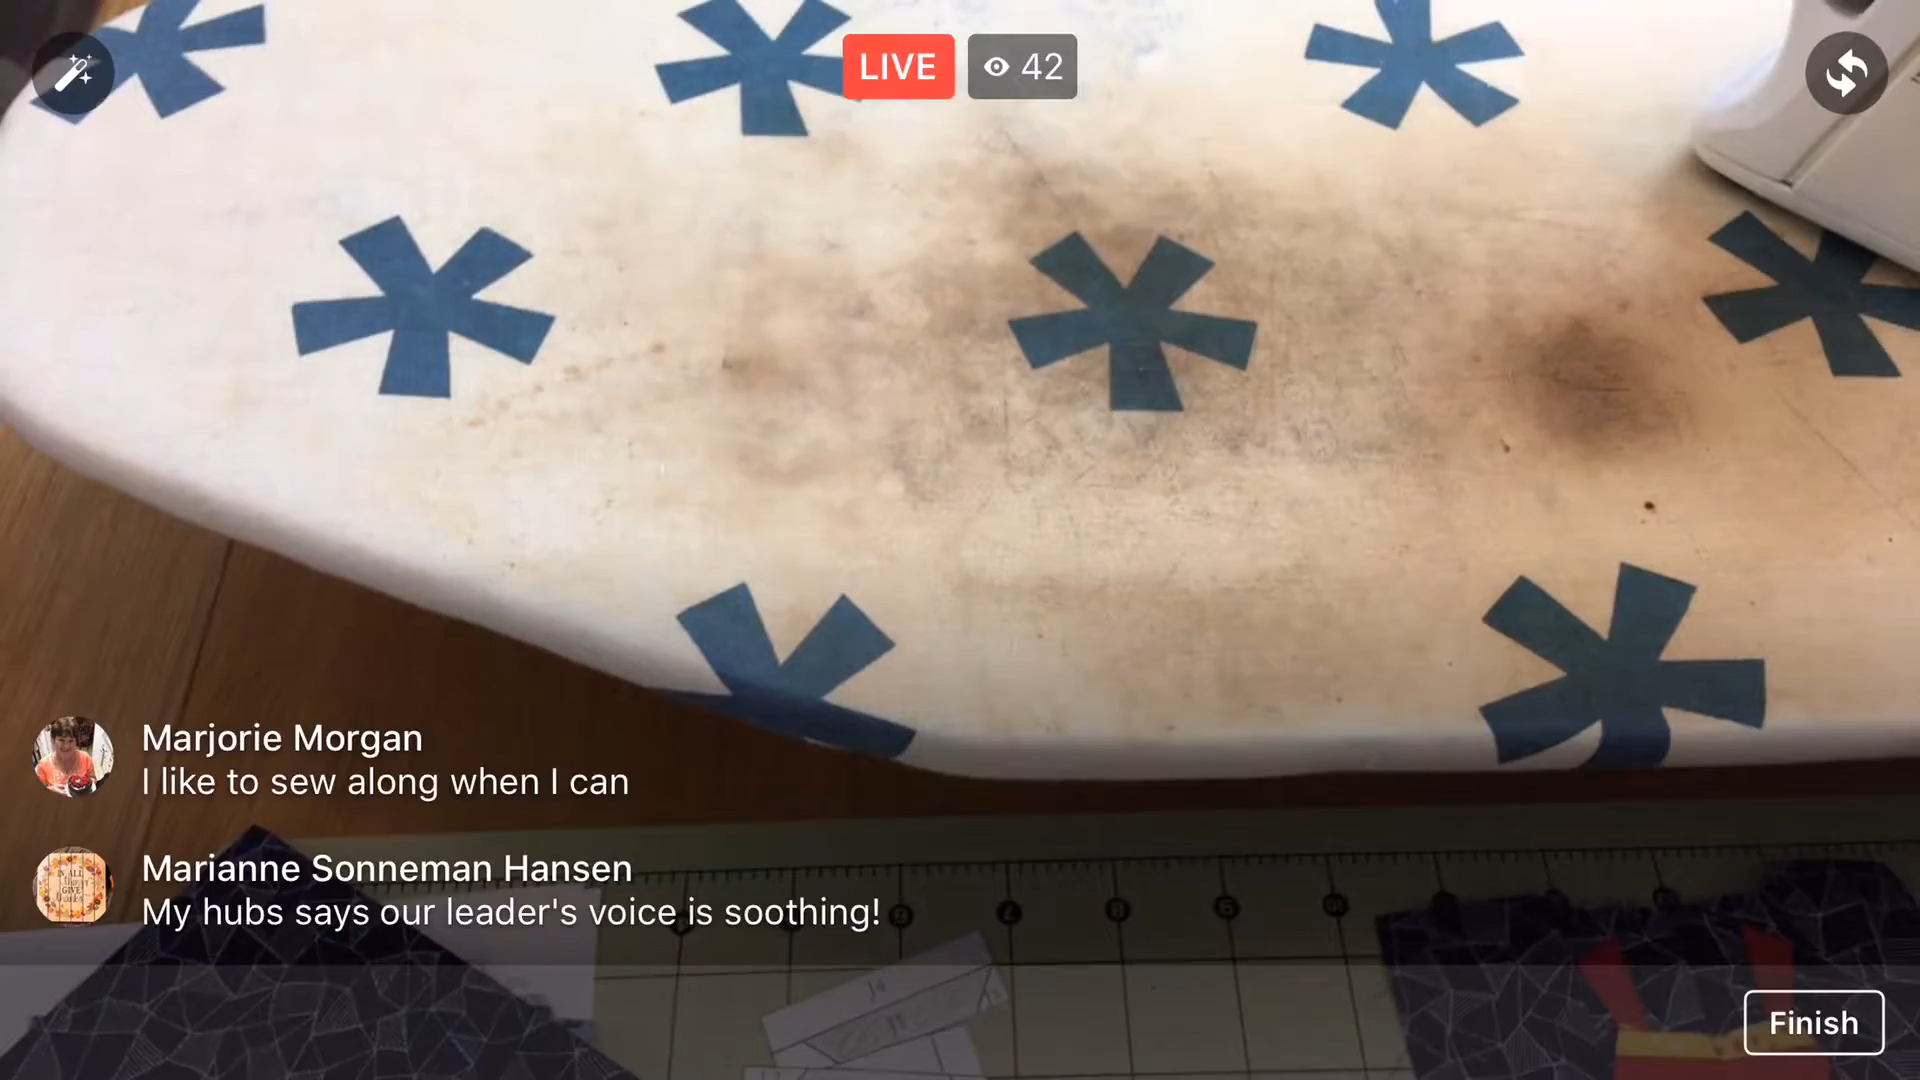 LIVE
42
Marjorie Morgan
I like to sew along when I can
Marianne Sonneman Hansen
My hubs says our leader's voice is soothing!
Finish